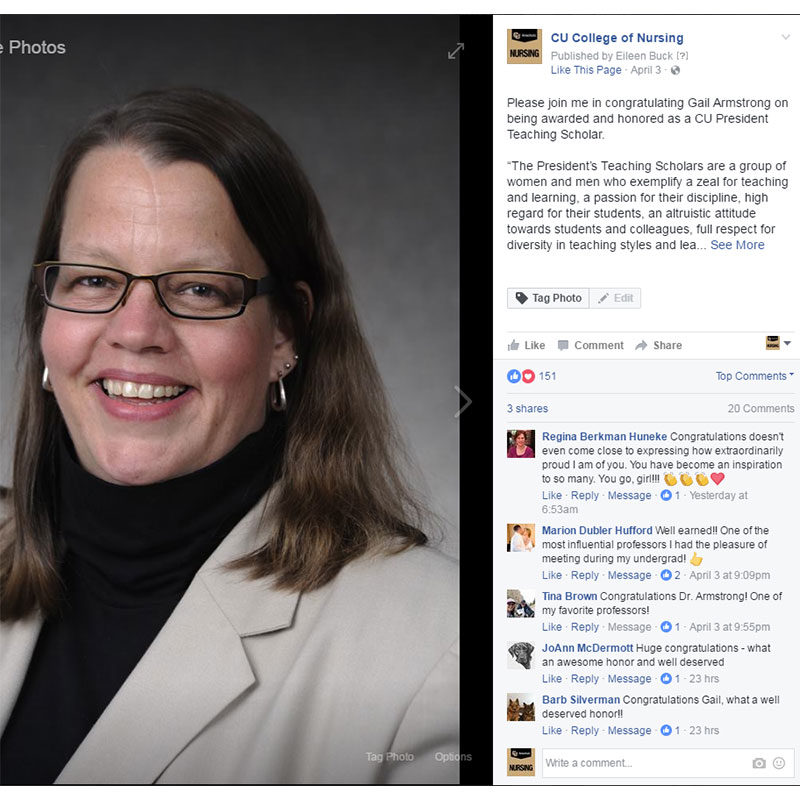 e Photos
NURSING
CU College of Nursing
Published by Eileen Buck [?]
Like This Page · April 3 ·
Please join me in congratulating Gail Armstrong on
being awarded and honored as a CU President
Teaching Scholar.
“The President's Teaching Scholars are a group of
women and men who exemplify a zeal for teaching
and learning, a passion for their discipline, high
regard for their students, an altruistic attitude
towards students and colleagues, full respect for
diversity in teaching styles and lea... See More
Tag Photo Edit
Like Comment Share
NURSING
151 Top Comments
3 shares 20 Comments
Regina Berkman Huneke Congratulations doesn't
even come close to expressing how extraordinarily
proud I am of you. You have become an inspiration
to so many. You go, girl!!! 👏👏👏❤️
Like · Reply · Message · 1 · Yesterday at
6:53am
Marion Dubler Hufford Well earned!! One of the
most influential professors I had the pleasure of
meeting during my undergrad! 👍
Like · Reply · Message · 2 · April 3 at 9:09pm
Tina Brown Congratulations Dr. Armstrong! One of
my favorite professors!
Like · Reply · Message · 1 · April 3 at 9:55pm
JoAnn McDermott Huge congratulations - what
an awesome honor and well deserved
Like · Reply · Message · 1 · 23 hrs
Barb Silverman Congratulations Gail, what a well
deserved honor!!
Like · Reply · Message · 1 · 23 hrs
Tag Photo Options
NURSING
Write a comment...